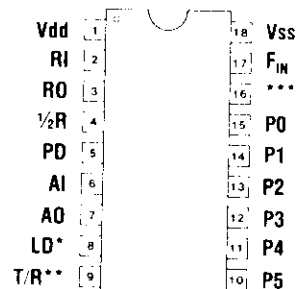 Vdd 1 18 Vss
RI 2 17 FIN
RO 3 16 ***
½R 4 15 P0
PD 5 14 P1
AI 6 13 P2
AO 7 12 P3
LD* 8 11 P4
T/R** 9 10 P5